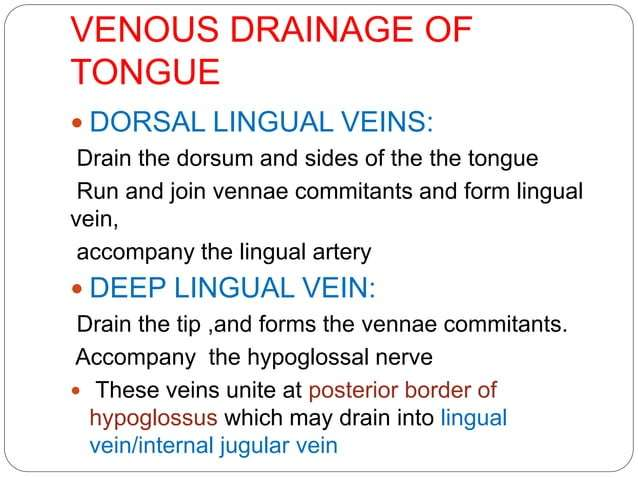 VENOUS DRAINAGE OF
TONGUE
• DORSAL LINGUAL VEINS:
Drain the dorsum and sides of the the tongue
Run and join vennae commitants and form lingual
vein,
accompany the lingual artery
• DEEP LINGUAL VEIN:
Drain the tip ,and forms the vennae commitants.
Accompany the hypoglossal nerve
• These veins unite at posterior border of
hypoglossus which may drain into lingual
vein/internal jugular vein